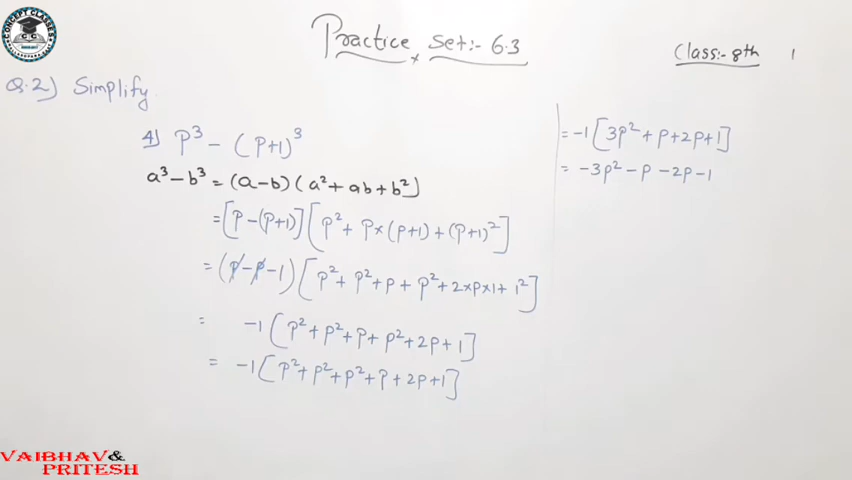 CONCEPT CLASSES
Practice Set:- 6.3
Class:- 8th
1
Q.2) Simplify
4) p³ - (p+1)³
a³-b³ = (a-b) (a²+ab+b²)
= [p-(p+1)] [p² + p×(p+1) + (p+1)²]
= (p-p-1) [p² + p² + p + p² + 2×p×1 + 1²]
= -1 [p² + p² + p + p² + 2p + 1]
= -1 [p² + p² + p² + p + 2p + 1]
= -1 [3p² + p + 2p + 1]
= -3p² - p - 2p - 1
VAIBHAV &
PRITESH